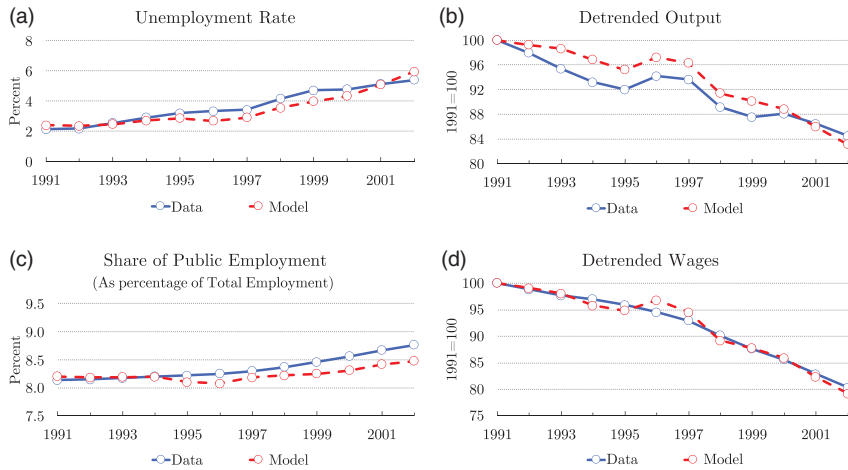 (a)
Unemployment Rate
Percent
8
6
4
2
0
1991 1993 1995 1997 1999 2001
Data Model
(b)
Detrended Output
1991=100
100
96
92
88
84
80
1991 1993 1995 1997 1999 2001
Data Model
(c)
Share of Public Employment
(As percentage of Total Employment)
Percent
9.5
9.0
8.5
8.0
7.5
1991 1993 1995 1997 1999 2001
Data Model
(d)
Detrended Wages
1991=100
100
95
90
85
80
75
1991 1993 1995 1997 1999 2001
Data Model